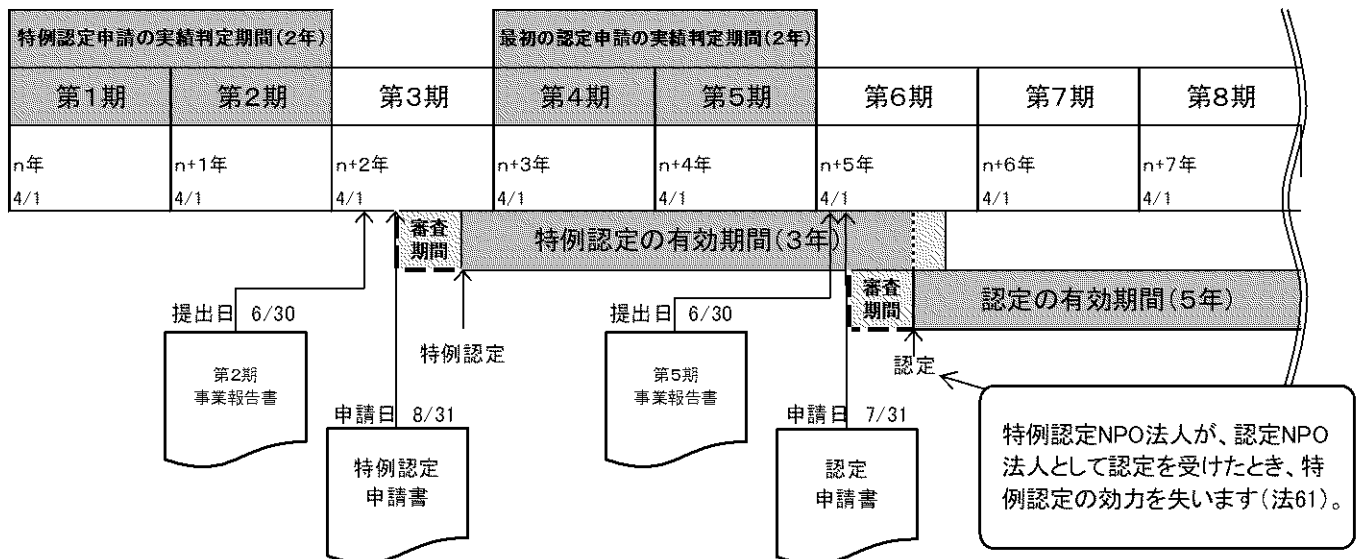 特例認定申請の実績判定期間(2年)
最初の認定申請の実績判定期間(2年)
第1期
第2期
第3期
第4期
第5期
第6期
第7期
第8期
n年
n+1年
n+2年
n+3年
n+4年
n+5年
n+6年
n+7年
4/1
4/1
4/1
4/1
4/1
4/1
4/1
4/1
審査
期間
特例認定の有効期間(3年)
審査
期間
認定の有効期間(5年)
提出日 6/30
特例認定
提出日 6/30
認定
第2期
事業報告書
第5期
事業報告書
申請日 8/31
申請日 7/31
特例認定
申請書
認定
申請書
特例認定NPO法人が、認定NPO
法人として認定を受けたとき、特
例認定の効力を失います(法61)。